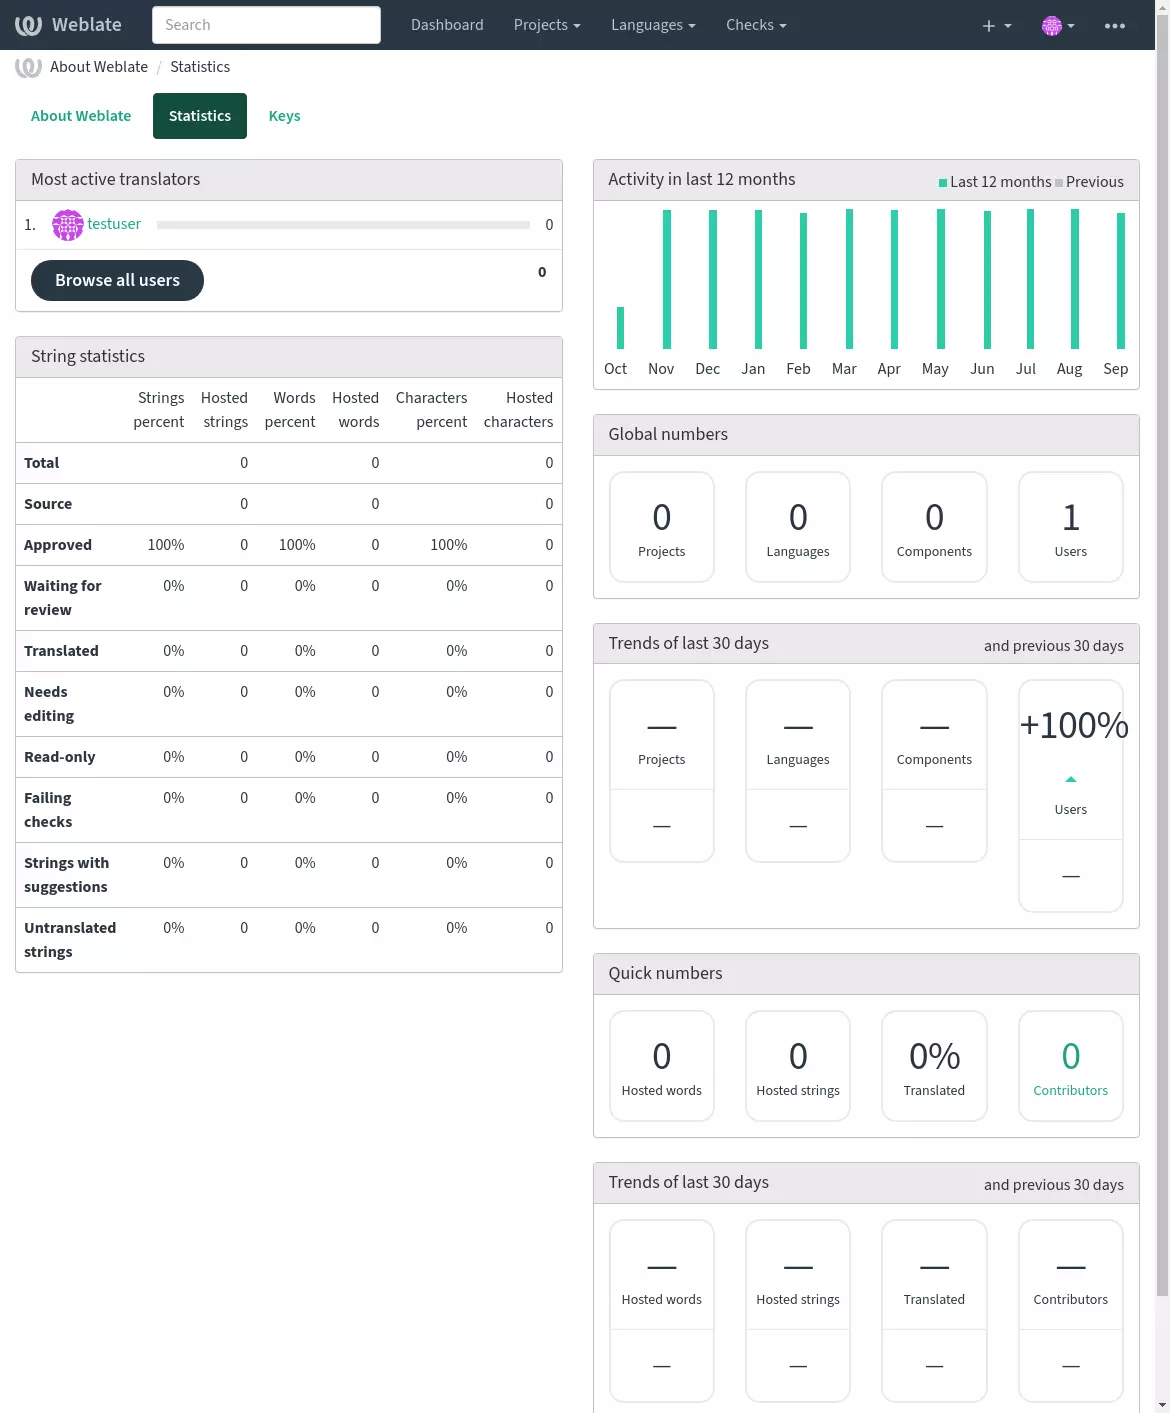 Weblate
Search
Dashboard
Projects
Languages
Checks
About Weblate / Statistics
About Weblate
Statistics
Keys
Most active translators
1. testuser 0
Browse all users 0
String statistics
Strings percent Hosted strings Words percent Hosted words Characters percent Hosted characters
Total 0 0 0
Source 0 0 0
Approved 100% 0 100% 0 100% 0
Waiting for review 0% 0 0% 0 0% 0
Translated 0% 0 0% 0 0% 0
Needs editing 0% 0 0% 0 0% 0
Read-only 0% 0 0% 0 0% 0
Failing checks 0% 0 0% 0 0% 0
Strings with suggestions 0% 0 0% 0 0% 0
Untranslated strings 0% 0 0% 0 0% 0
Activity in last 12 months
Last 12 months Previous
Oct Nov Dec Jan Feb Mar Apr May Jun Jul Aug Sep
Global numbers
0 0 0 1
Projects Languages Components Users
Trends of last 30 days and previous 30 days
— — — +100%
Projects Languages Components Users
— — — —
Quick numbers
0 0 0% 0
Hosted words Hosted strings Translated Contributors
Trends of last 30 days and previous 30 days
— — — —
Hosted words Hosted strings Translated Contributors
— — — —